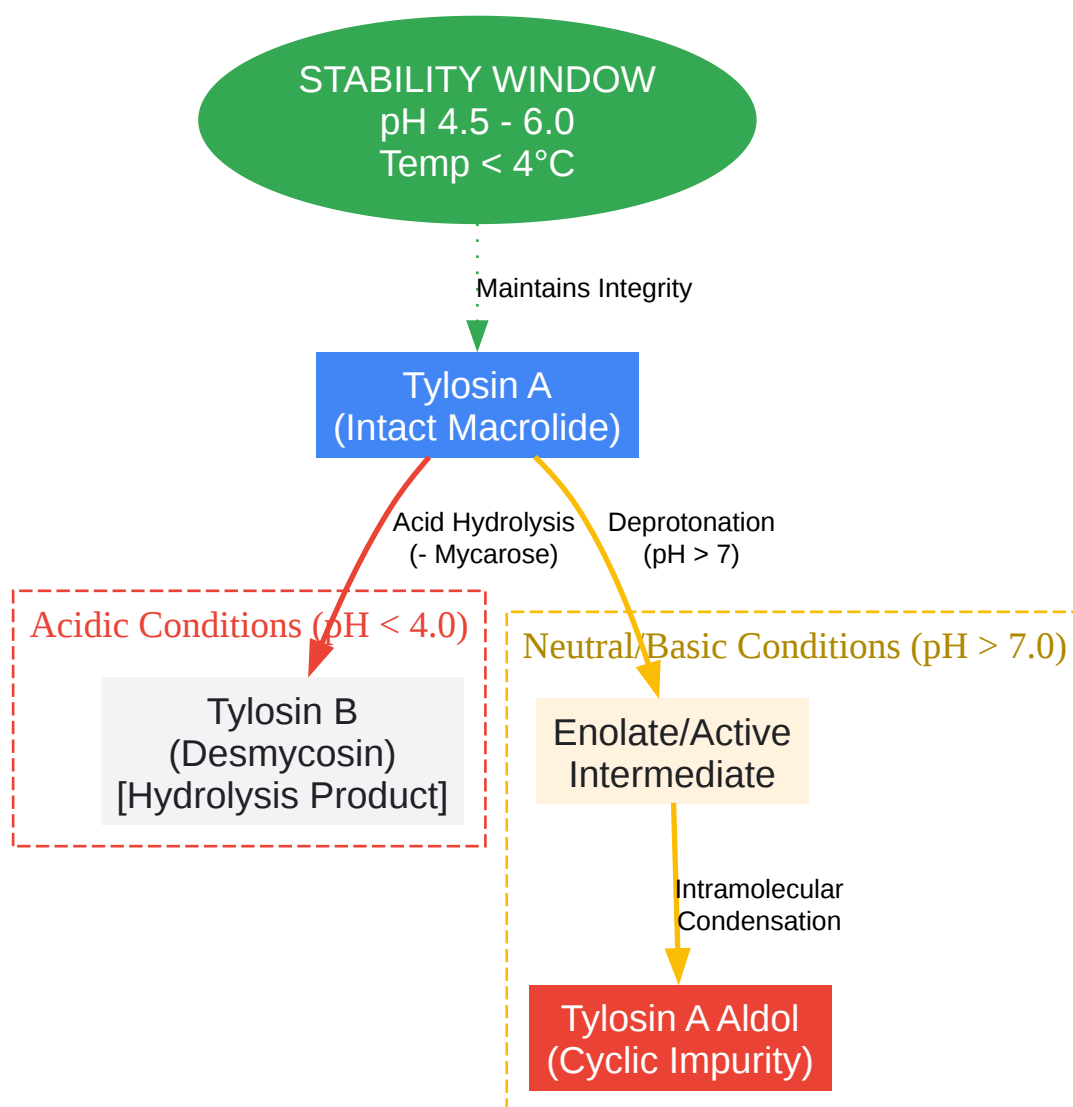 STABILITY WINDOW
pH 4.5 - 6.0
Temp < 4°C
Maintains Integrity
Tylosin A
(Intact Macrolide)
Acid Hydrolysis
(- Mycarose)
Deprotonation
(pH > 7)
Acidic Conditions (pH < 4.0)
Neutral/Basic Conditions (pH > 7.0)
Tylosin B
(Desmycosin)
[Hydrolysis Product]
Enolate/Active
Intermediate
Intramolecular
Condensation
Tylosin A Aldol
(Cyclic Impurity)